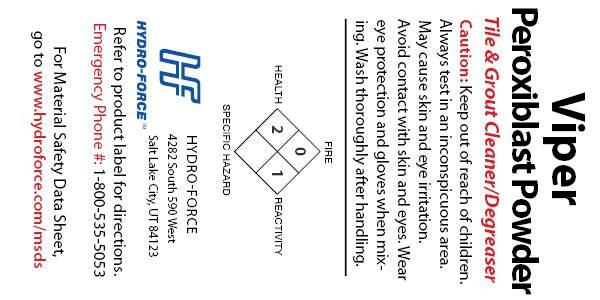 Viper
Peroxiblast Powder
Tile & Grout Cleaner/Degreaser
Caution: Keep out of reach of children.
Always test in an inconspicuous area.
May cause skin and eye irritation.
Avoid contact with skin and eyes. Wear
eye protection and gloves when mix-
ing. Wash thoroughly after handling.
FIRE
HEALTH
0
2
1
REACTIVITY
SPECIFIC HAZARD
HF
HYDRO-FORCE™
HYDRO-FORCE
4282 South 590 West
Salt Lake City, UT 84123
Refer to product label for directions.
Emergency Phone #: 1-800-535-5053
For Material Safety Data Sheet,
go to www.hydroforce.com/msds